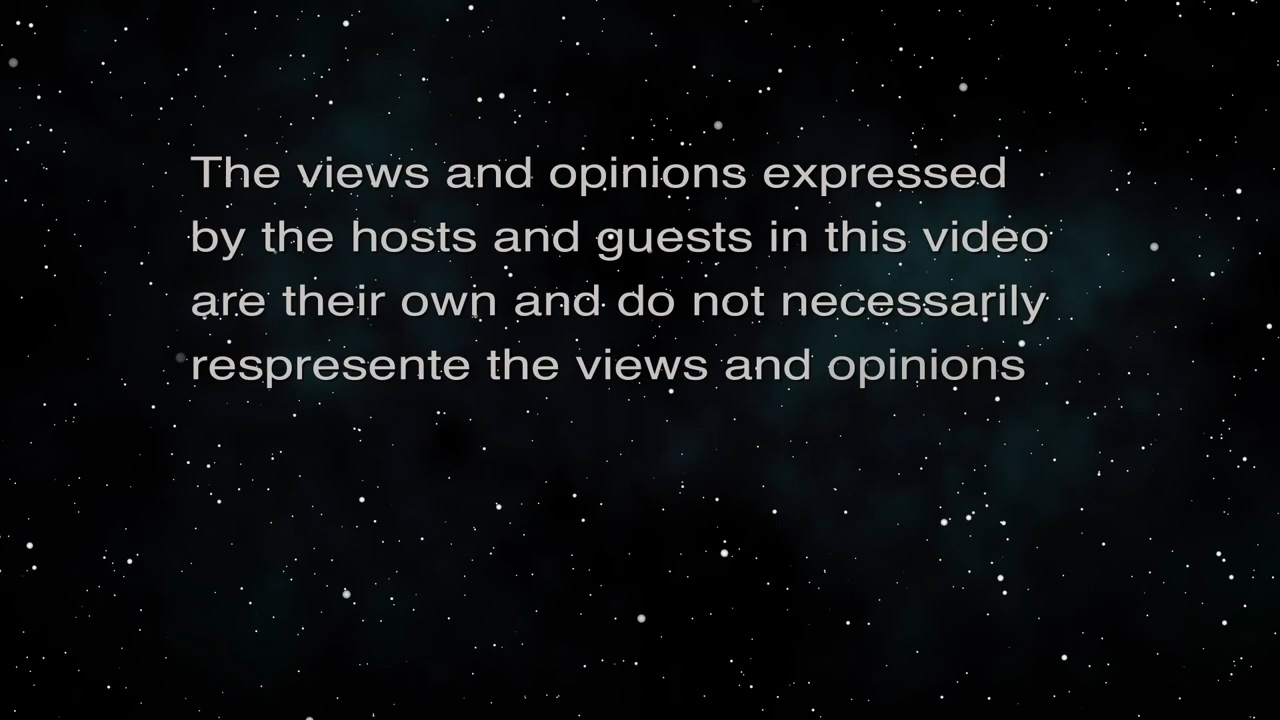 The views and opinions expressed
by the hosts and guests in this video
are their own and do not necessarily
respresente the views and opinions